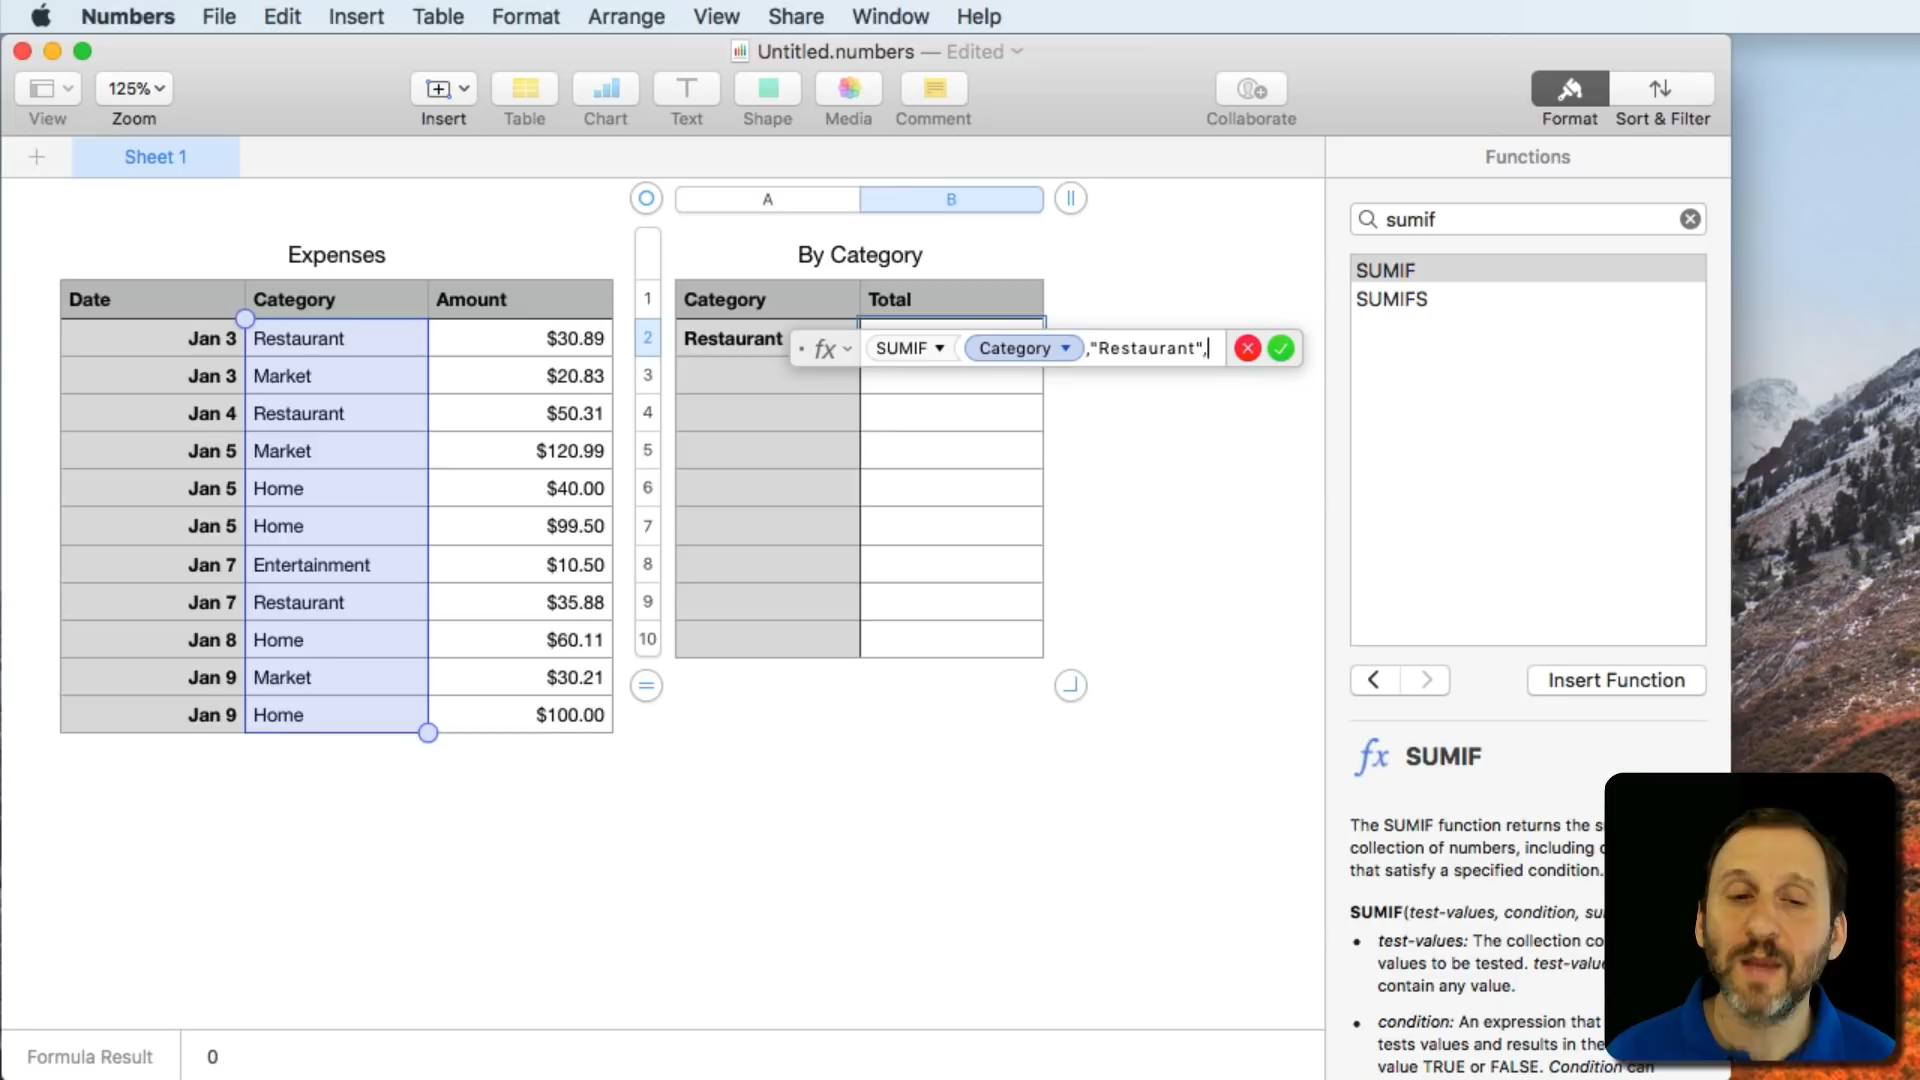 Numbers File Edit Insert Table Format Arrange View Share Window Help
Untitled.numbers — Edited
125%
View Zoom Insert Table Chart Text Shape Media Comment Collaborate Format Sort & Filter
Sheet 1
Functions
A B
sumif
SUMIF
SUMIFS
Expenses
Date Category Amount
Jan 3 Restaurant $30.89
Jan 3 Market $20.83
Jan 4 Restaurant $50.31
Jan 5 Market $120.99
Jan 5 Home $40.00
Jan 5 Home $99.50
Jan 7 Entertainment $10.50
Jan 7 Restaurant $35.88
Jan 8 Home $60.11
Jan 9 Market $30.21
Jan 9 Home $100.00
By Category
1 Category Total
2 Restaurant
fx SUMIF Category ,"Restaurant",
3
4
5
6
7
8
9
10
Insert Function
fx SUMIF
The SUMIF function returns the
collection of numbers, including
that satisfy a specified condition.
SUMIF(test-values, condition,
• test-values: The collection
values to be tested.
contain any value.
• condition: An expression that
tests values and results in the
value TRUE or FALSE. Condition can
Formula Result 0